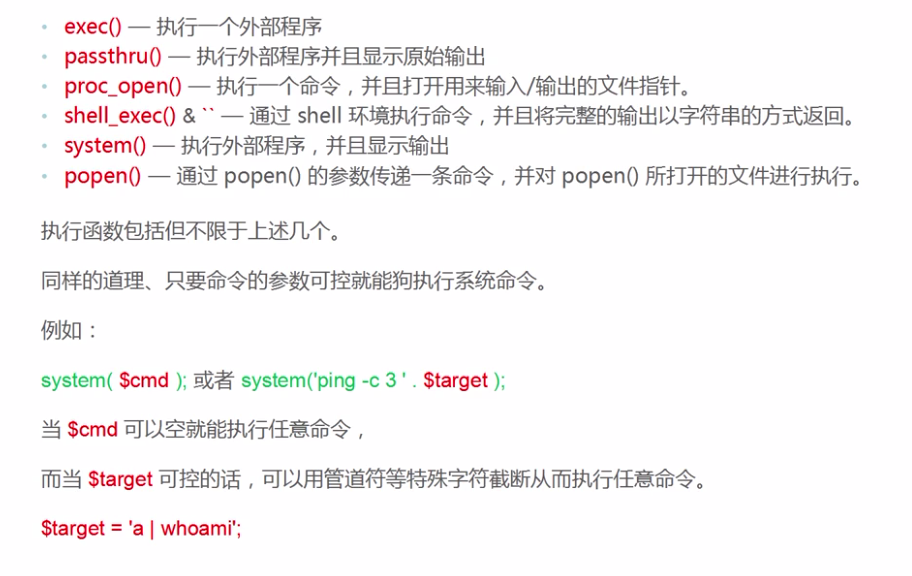 • exec() — 执行一个外部程序
• passthru() — 执行外部程序并且显示原始输出
• proc_open() — 执行一个命令，并且打开用来输入/输出的文件指针。
• shell_exec() & `` — 通过 shell 环境执行命令，并且将完整的输出以字符串的方式返回。
• system() — 执行外部程序，并且显示输出
• popen() — 通过 popen() 的参数传递一条命令，并对 popen() 所打开的文件进行执行。
执行函数包括但不限于上述几个。
同样的道理、只要命令的参数可控就能狗执行系统命令。
例如：
system( $cmd ); 或者 system('ping -c 3 ' . $target );
当 $cmd 可以空就能执行任意命令，
而当 $target 可控的话，可以用管道符等特殊字符截断从而执行任意命令。
$target = 'a | whoami';